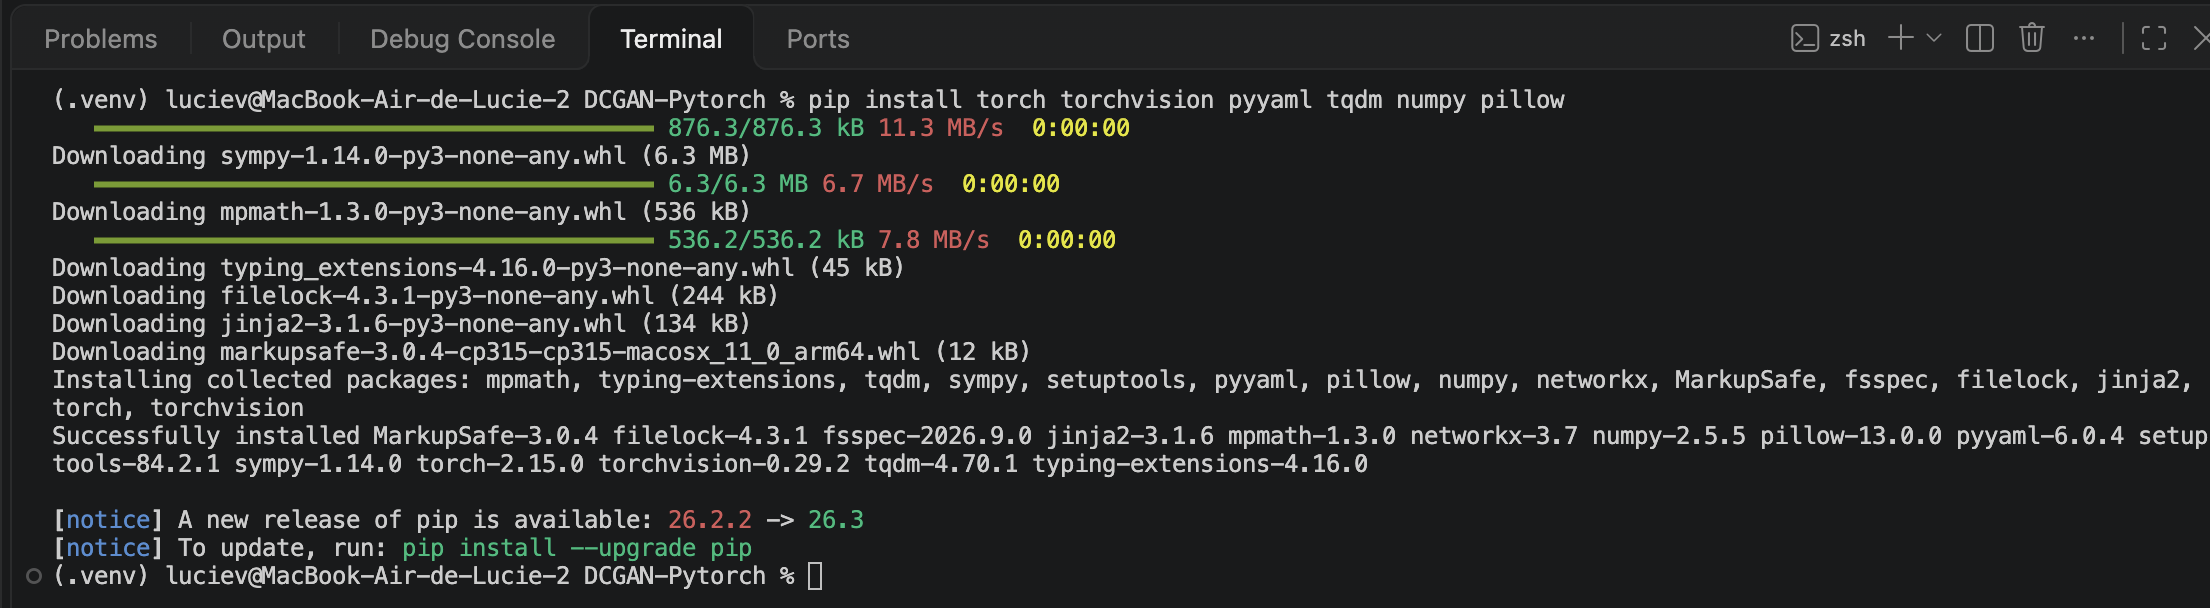 Problems Output Debug Console Terminal Ports zsh
(.venv) luciev@MacBook-Air-de-Lucie-2 DCGAN-Pytorch % pip install torch torchvision pyyaml tqdm numpy pillow
876.3/876.3 kB 11.3 MB/s 0:00:00
Downloading sympy-1.14.0-py3-none-any.whl (6.3 MB)
6.3/6.3 MB 6.7 MB/s 0:00:00
Downloading mpmath-1.3.0-py3-none-any.whl (536 kB)
536.2/536.2 kB 7.8 MB/s 0:00:00
Downloading typing_extensions-4.16.0-py3-none-any.whl (45 kB)
Downloading filelock-4.3.1-py3-none-any.whl (244 kB)
Downloading jinja2-3.1.6-py3-none-any.whl (134 kB)
Downloading markupsafe-3.0.4-cp315-cp315-macosx_11_0_arm64.whl (12 kB)
Installing collected packages: mpmath, typing-extensions, tqdm, sympy, setuptools, pyyaml, pillow, numpy, networkx, MarkupSafe, fsspec, filelock, jinja2,
torch, torchvision
Successfully installed MarkupSafe-3.0.4 filelock-4.3.1 fsspec-2026.9.0 jinja2-3.1.6 mpmath-1.3.0 networkx-3.7 numpy-2.5.5 pillow-13.0.0 pyyaml-6.0.4 setup
tools-84.2.1 sympy-1.14.0 torch-2.15.0 torchvision-0.29.2 tqdm-4.70.1 typing-extensions-4.16.0
[notice] A new release of pip is available: 26.2.2 -> 26.3
[notice] To update, run: pip install --upgrade pip
(.venv) luciev@MacBook-Air-de-Lucie-2 DCGAN-Pytorch %